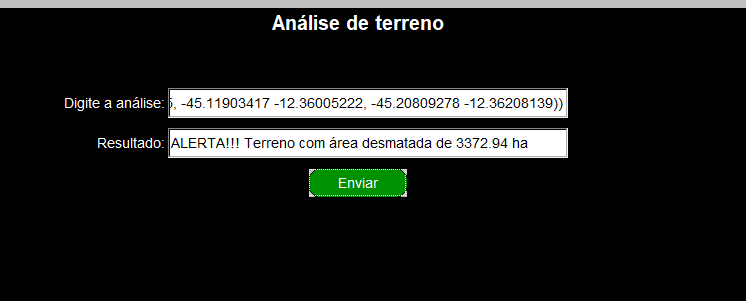 Análise de terreno
Digite a análise: 5, -45.11903417 -12.36005222, -45.20809278 -12.36208139))
Resultado: ALERTA!!! Terreno com área desmatada de 3372.94 ha
Enviar